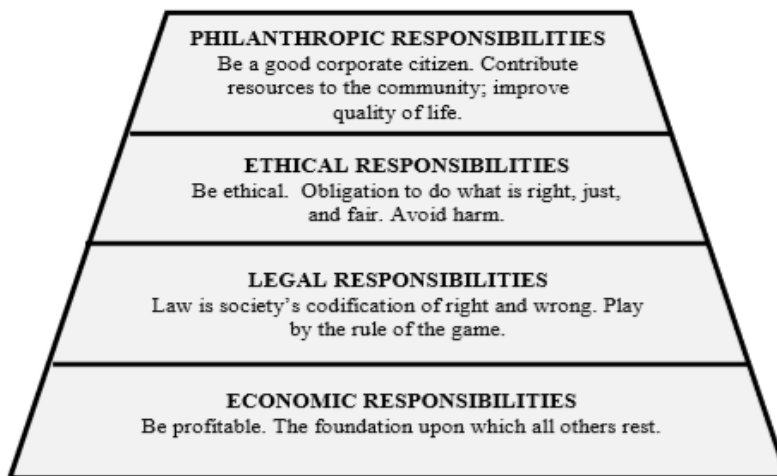 PHILANTHROPIC RESPONSIBILITIES
Be a good corporate citizen. Contribute
resources to the community; improve
quality of life.
ETHICAL RESPONSIBILITIES
Be ethical.  Obligation to do what is right, just,
and fair. Avoid harm.
LEGAL RESPONSIBILITIES
Law is society’s codification of right and wrong. Play
by the rule of the game.
ECONOMIC RESPONSIBILITIES
Be profitable. The foundation upon which all others rest.